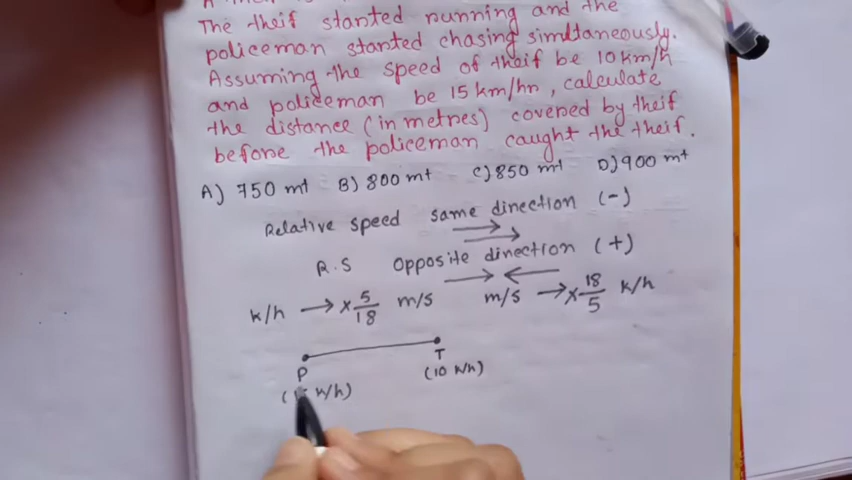 The theif started running and the
policeman started chasing simltaneously.
Assuming the speed of theif be 10 km/h
and policeman be 15 km/hr, calculate
the distance (in metres) covered by theif
before the policeman caught the theif.
A) 750 mt B) 800 mt C) 850 mt D) 900 mt
Relative speed same direction (-)
R.S opposite direction (+)
k/h → × 5/18 m/s m/s → × 18/5 k/h
P T
k/h) (10 k/h)